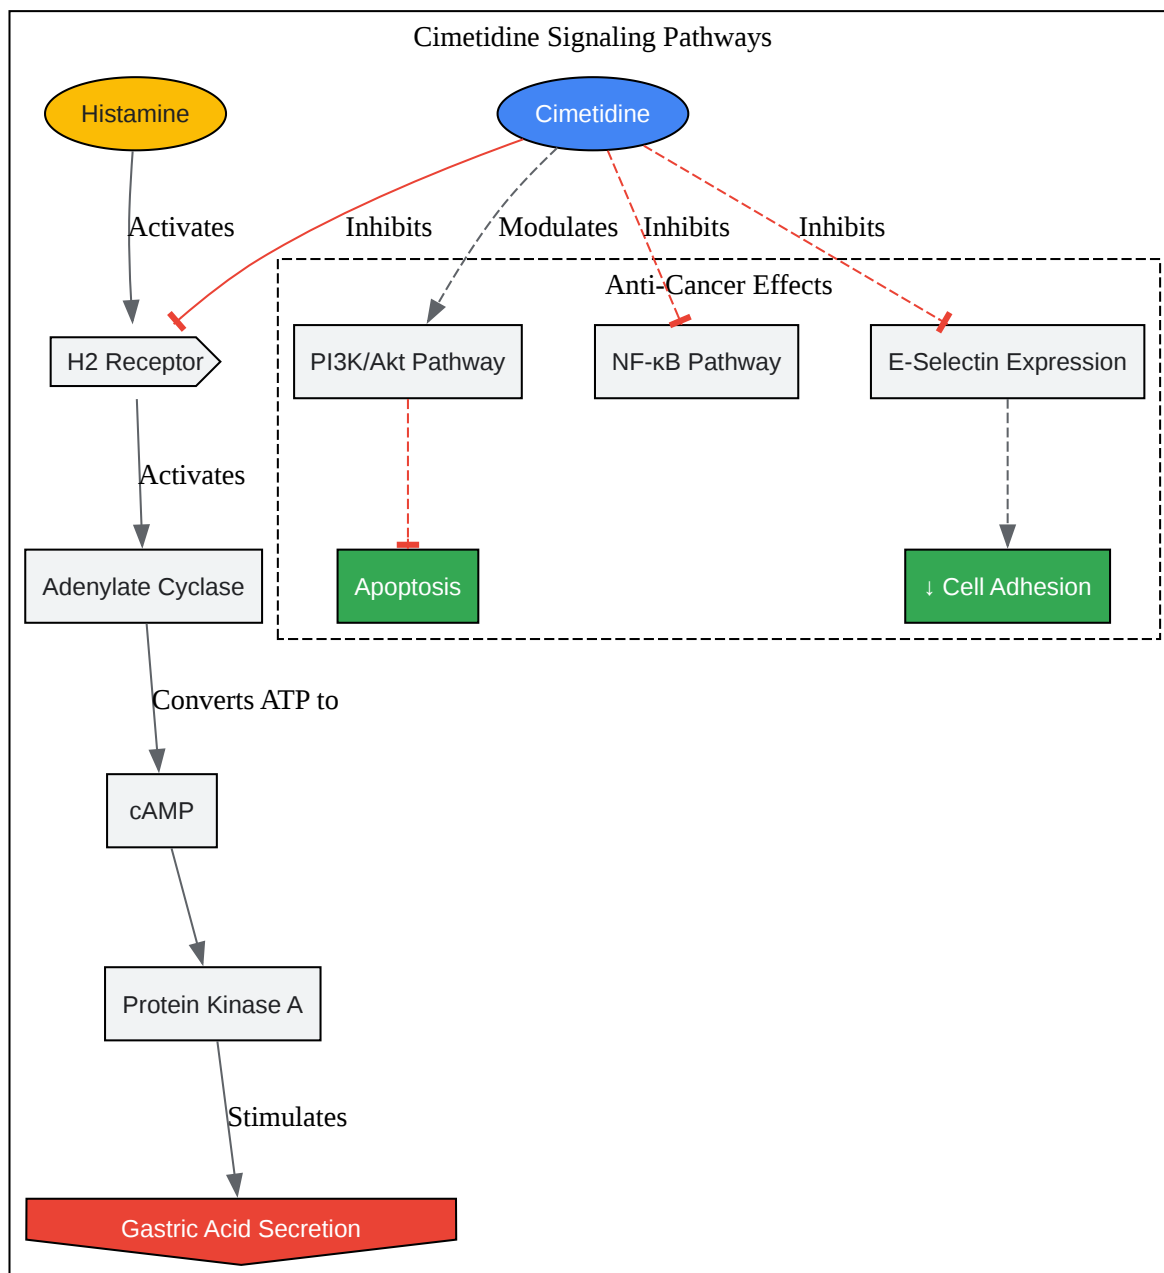 Cimetidine Signaling Pathways
Histamine
Cimetidine
Activates
Inhibits
Modulates
Inhibits
Inhibits
Anti-Cancer Effects
H2 Receptor
PI3K/Akt Pathway
NF-κB Pathway
E-Selectin Expression
Activates
Adenylate Cyclase
Apoptosis
↓ Cell Adhesion
Converts ATP to
cAMP
Protein Kinase A
Stimulates
Gastric Acid Secretion